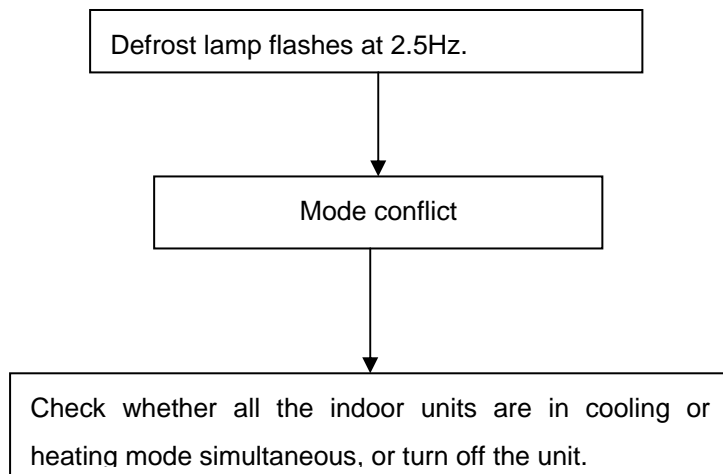 Defrost lamp flashes at 2.5Hz.
Mode conflict
Check whether all the indoor units are in cooling or
heating mode simultaneous, or turn off the unit.